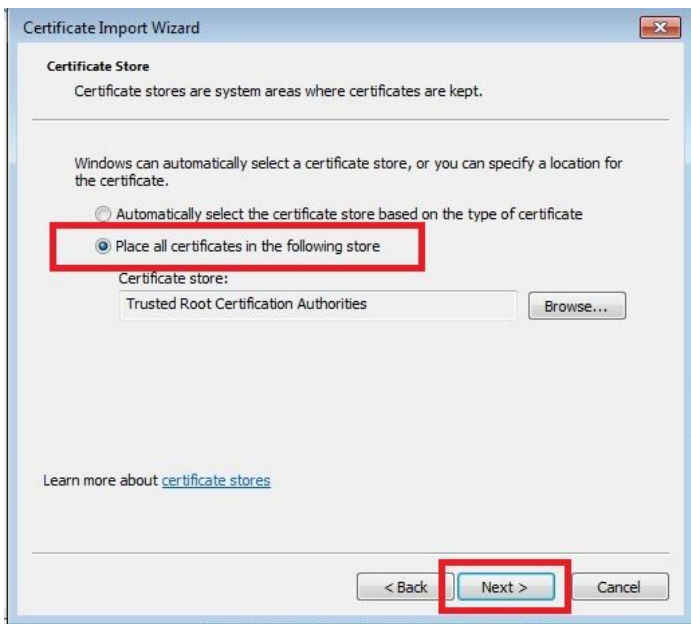 Certificate Import Wizard
Certificate Store
Certificate stores are system areas where certificates are kept.
Windows can automatically select a certificate store, or you can specify a location for
the certificate.
Automatically select the certificate store based on the type of certificate
Place all certificates in the following store
Certificate store:
Trusted Root Certification Authorities
Browse...
Learn more about certificate stores
< Back
Next >
Cancel